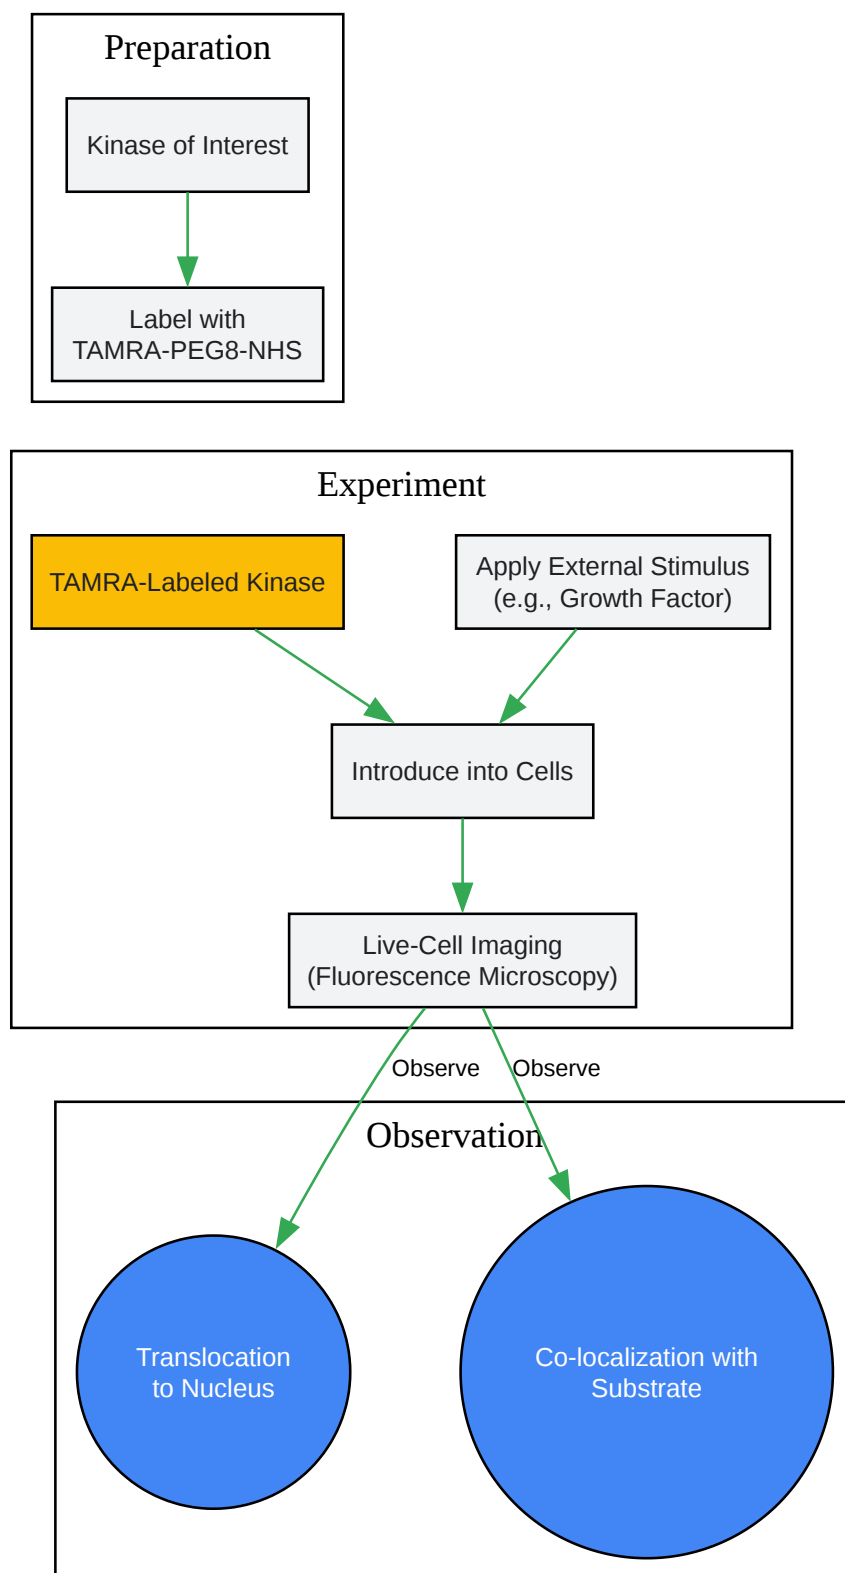 Preparation
Kinase of Interest
Label with
TAMRA-PEG8-NHS
Experiment
TAMRA-Labeled Kinase
Apply External Stimulus
(e.g., Growth Factor)
Introduce into Cells
Live-Cell Imaging
(Fluorescence Microscopy)
Observe
Observe
Observation
Translocation
to Nucleus
Co-localization with
Substrate